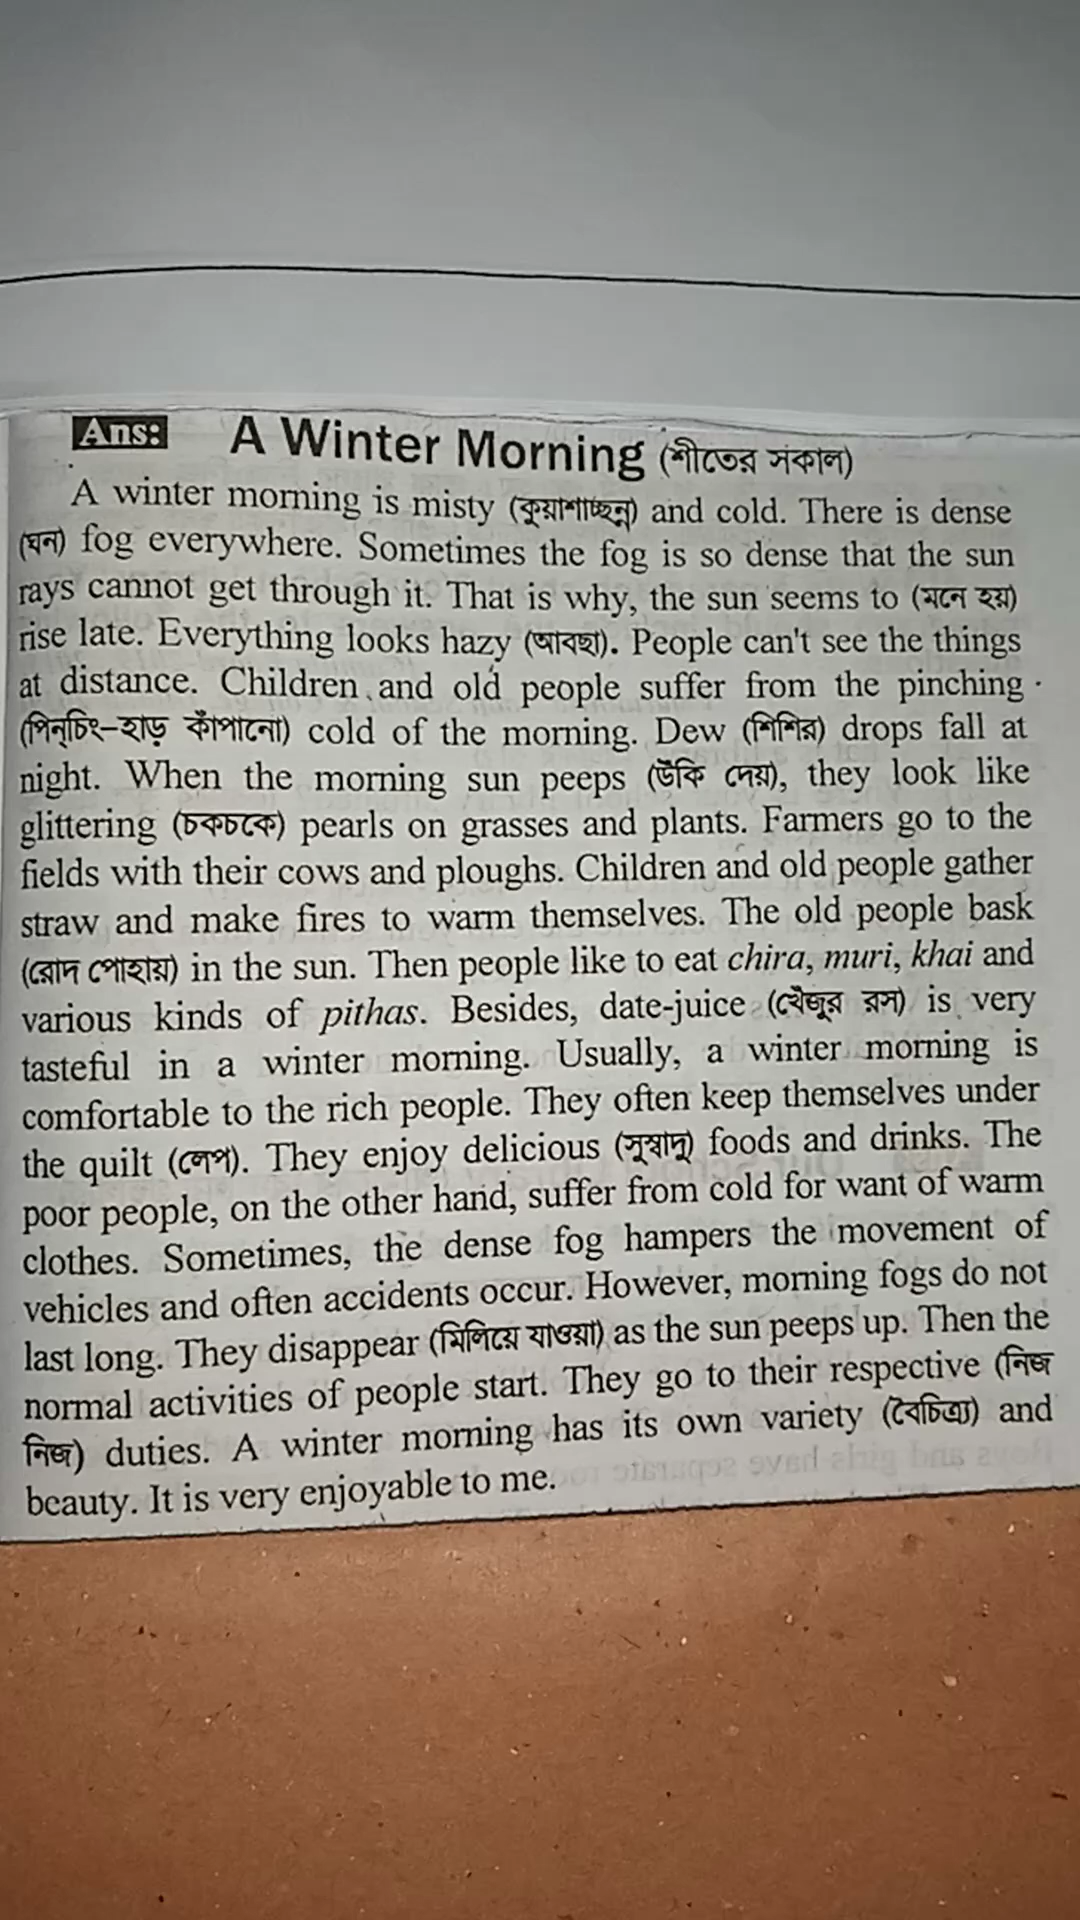 Ans: A Winter Morning (শীতের সকাল)
A winter morning is misty (কুয়াশাচ্ছন্ন) and cold. There is dense
(ঘন) fog everywhere. Sometimes the fog is so dense that the sun
rays cannot get through it. That is why, the sun seems to (মনে হয়)
rise late. Everything looks hazy (আবছা). People can't see the things
at distance. Children and old people suffer from the pinching
(পিন্‌চিং–হাড় কাঁপানো) cold of the morning. Dew (শিশির) drops fall at
night. When the morning sun peeps (উঁকি দেয়), they look like
glittering (চকচকে) pearls on grasses and plants. Farmers go to the
fields with their cows and ploughs. Children and old people gather
straw and make fires to warm themselves. The old people bask
(রোদ পোহায়) in the sun. Then people like to eat chira, muri, khai and
various kinds of pithas. Besides, date-juice (খেঁজুর রস) is very
tasteful in a winter morning. Usually, a winter morning is
comfortable to the rich people. They often keep themselves under
the quilt (লেপ). They enjoy delicious (সুস্বাদু) foods and drinks. The
poor people, on the other hand, suffer from cold for want of warm
clothes. Sometimes, the dense fog hampers the movement of
vehicles and often accidents occur. However, morning fogs do not
last long. They disappear (মিলিয়ে যাওয়া) as the sun peeps up. Then the
normal activities of people start. They go to their respective (নিজ
নিজ) duties. A winter morning has its own variety (বৈচিত্র্য) and
beauty. It is very enjoyable to me.